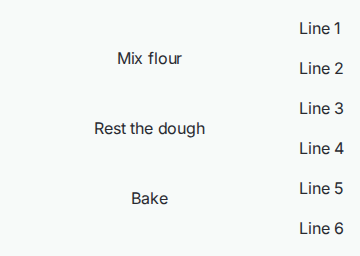 Mix flour
Rest the dough
Bake
Line 1
Line 2
Line 3
Line 4
Line 5
Line 6